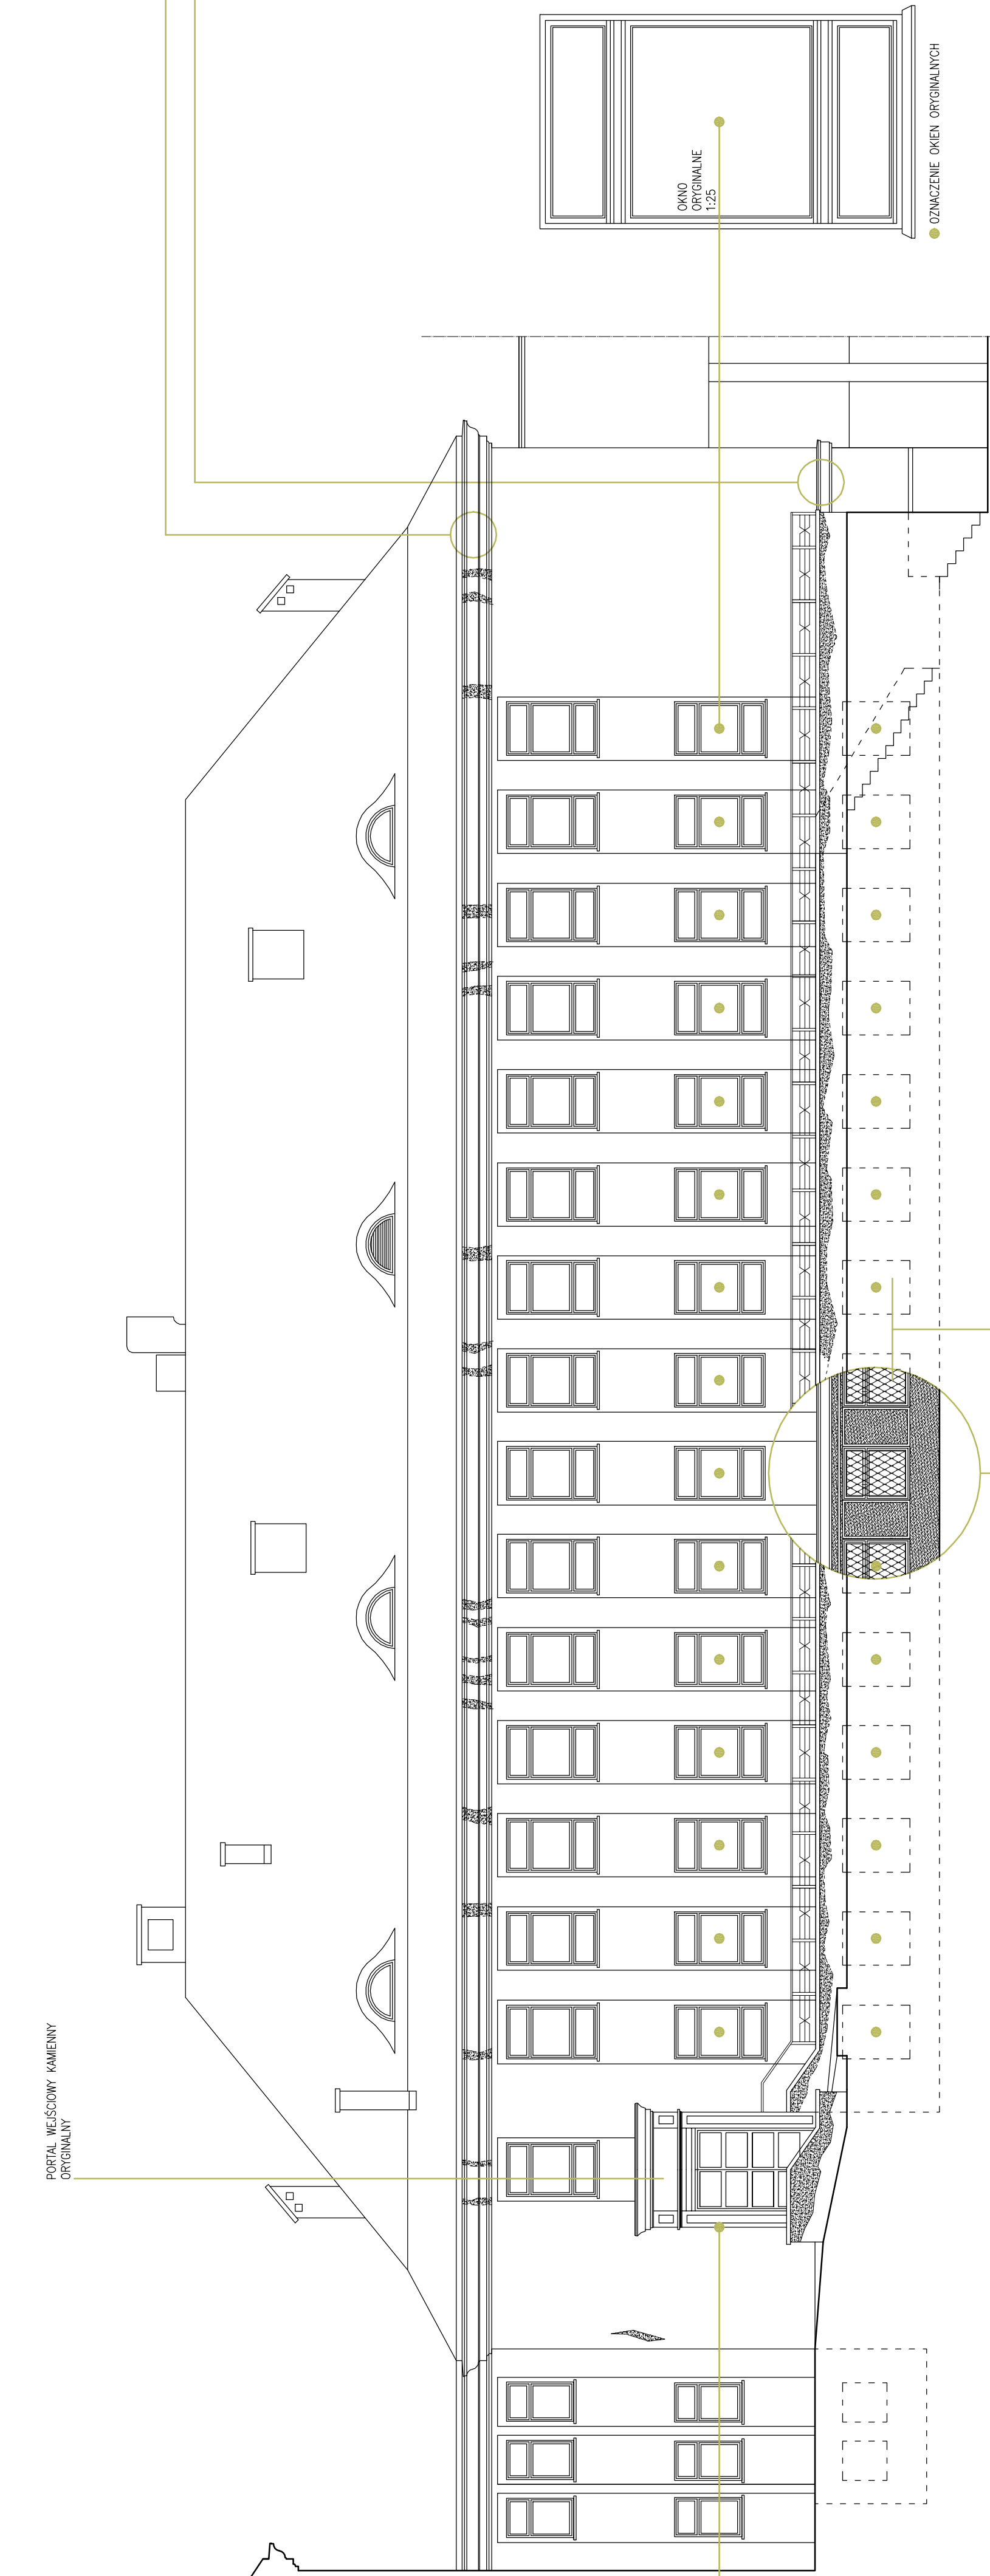 PORTAL WEJŚCIOWY KAMIENNY
ORYGINALNY
OKNO
ORYGINALNE
1:25
OZNACZENIE OKIEN ORYGINALNYCH